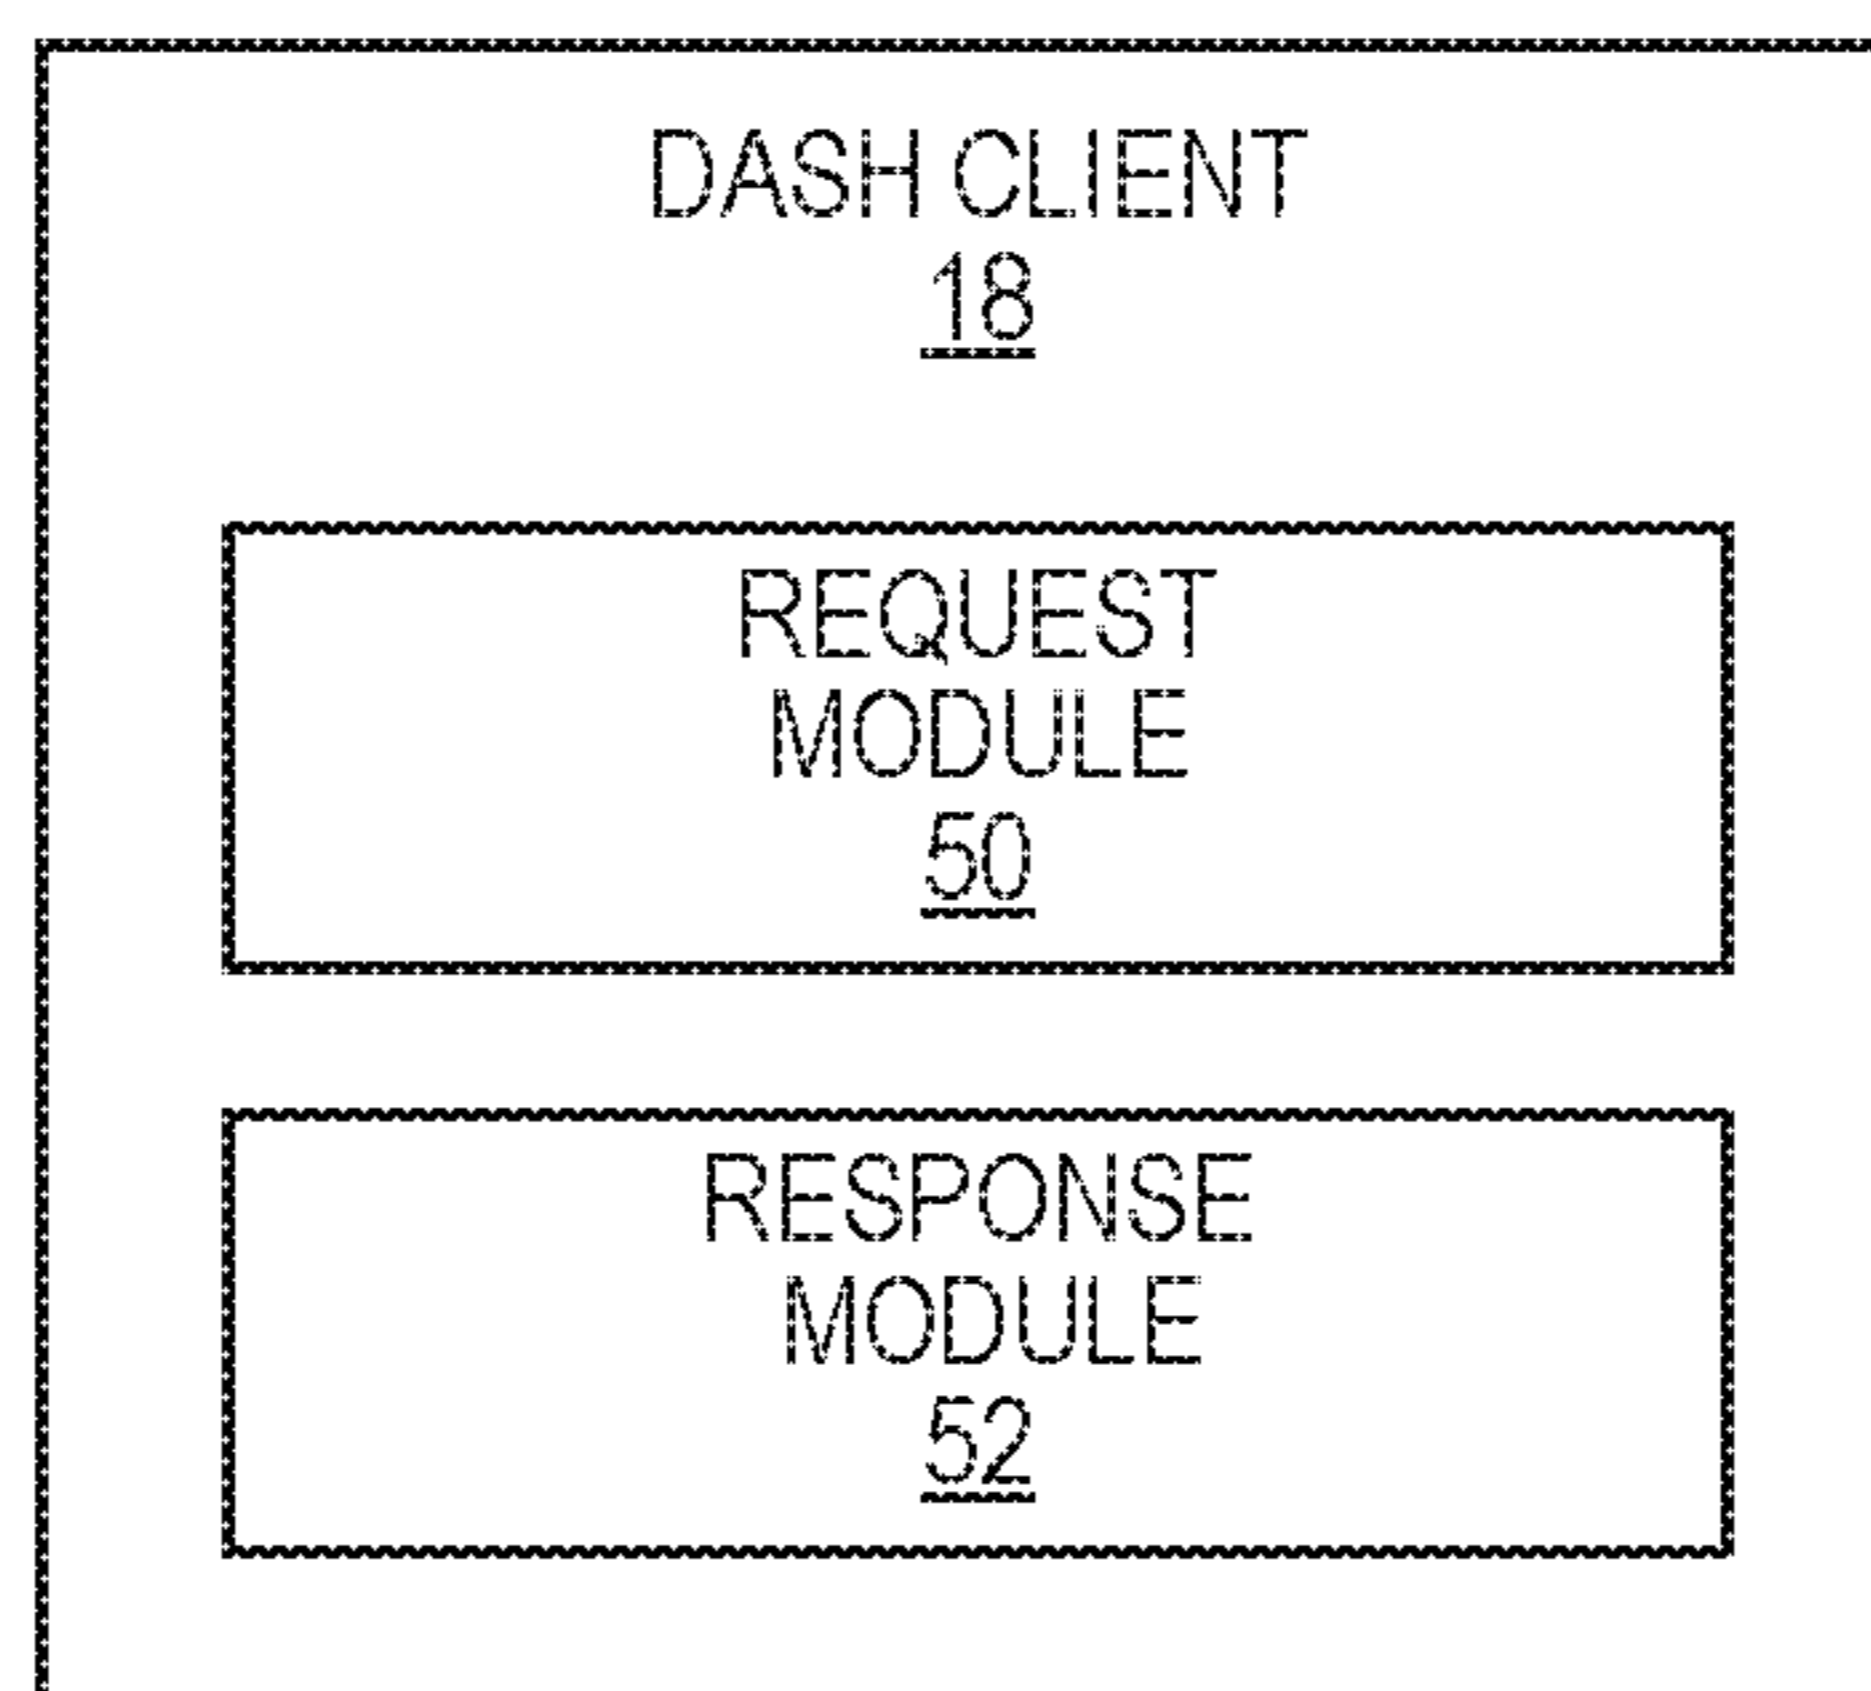 DASH CLIENT
18
REQUEST
MODULE
50
RESPONSE
MODULE
52